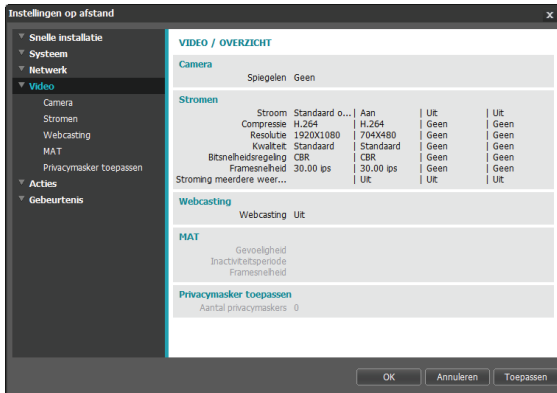 Instellingen op afstand
x
Snelle installatie
Systeem
Netwerk
Video
Camera
Stromen
Webcasting
MAT
Privacymasker toepassen
Acties
Gebeurtenis
VIDEO / OVERZICHT
Camera
Spiegelen Geen
Stromen
Stroom Standaard o... | Aan | Uit | Uit
Compressie H.264 | H.264 | Geen | Geen
Resolutie 1920X1080 | 704X480 | Geen | Geen
Kwaliteit Standaard | Standaard | Geen | Geen
Bitsnelheidsregeling CBR | CBR | Geen | Geen
Framesnelheid 30.00 ips | 30.00 ips | Geen | Geen
Stroming meerdere weer... | Uit | Uit | Uit
Webcasting
Webcasting Uit
MAT
Gevoeligheid
Inactiviteitsperiode
Framesnelheid
Privacymasker toepassen
Aantal privacymaskers 0
OK
Annuleren
Toepassen